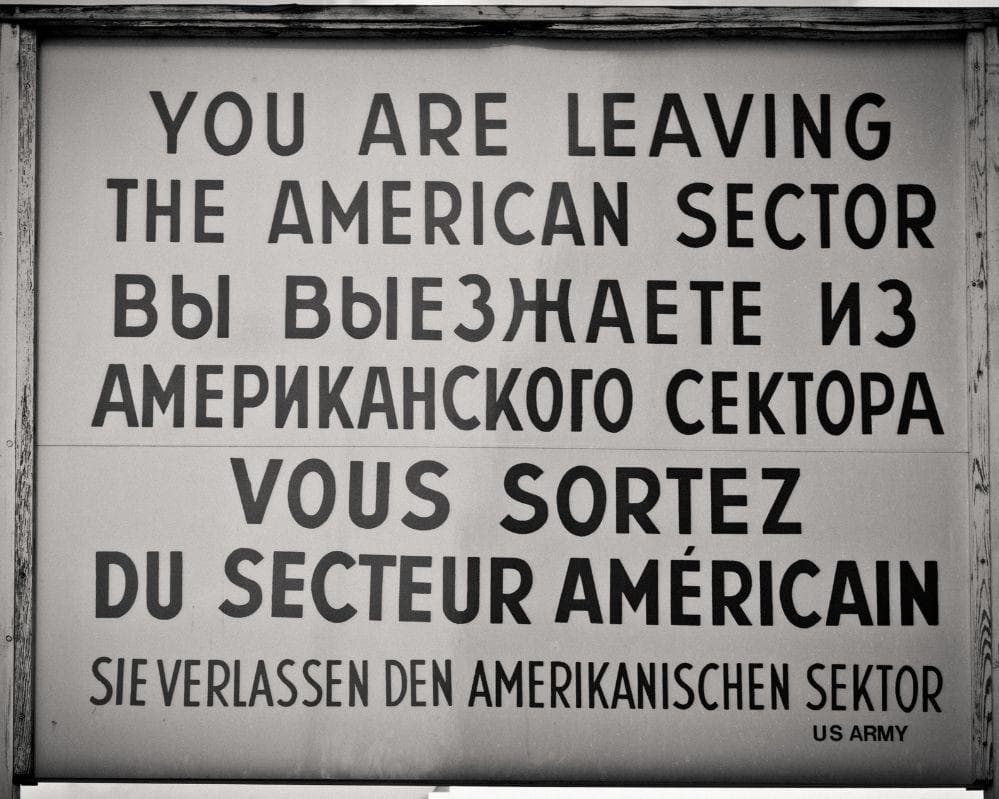 YOU ARE LEAVING
THE AMERICAN SECTOR
ВЫ ВЫЕЗЖАЕТЕ ИЗ
АМЕРИКАНСКОГО СЕКТОРА
VOUS SORTEZ
DU SECTEUR AMÉRICAIN
SIE VERLASSEN DEN AMERIKANISCHEN SEKTOR
US ARMY